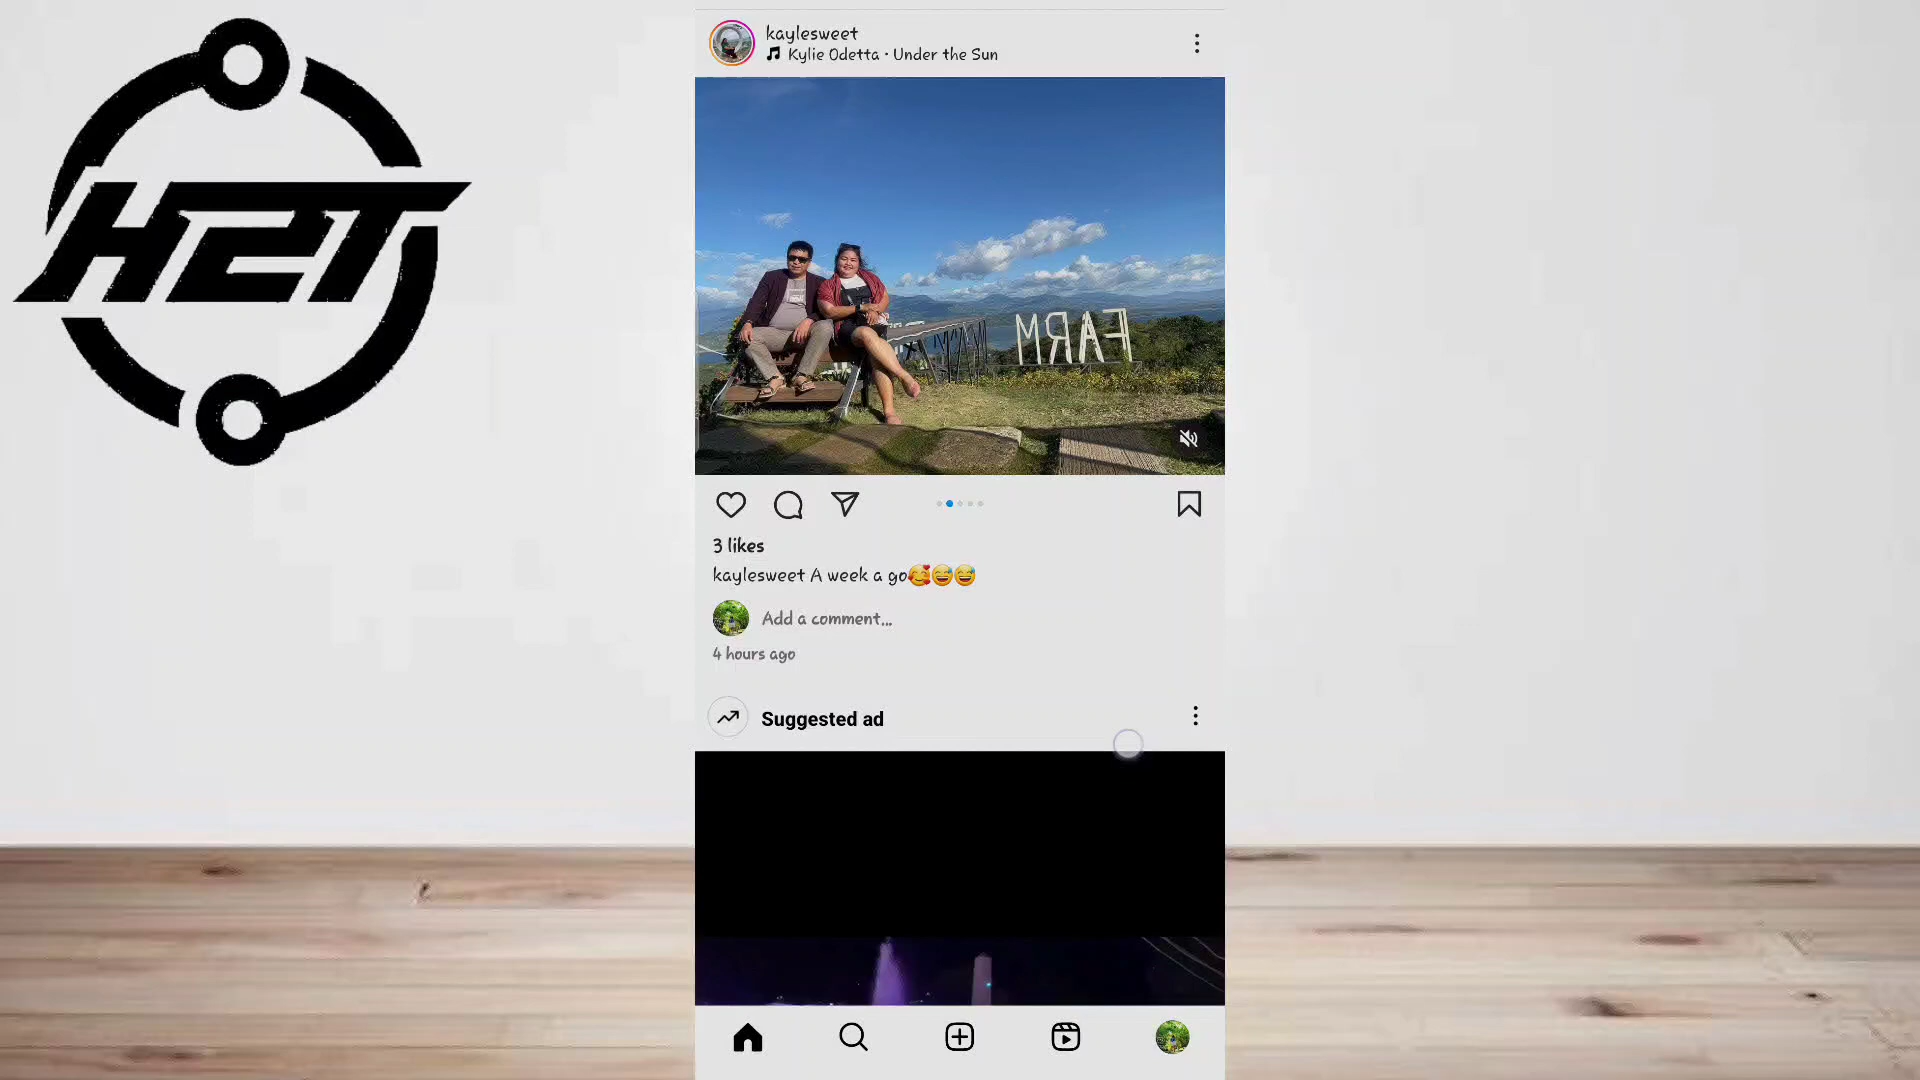 H2T
kaylesweet
Kylie Odetta • Under the Sun
FARM
3 likes
kaylesweet A week a go🥰😅😅
Add a comment...
4 hours ago
Suggested ad